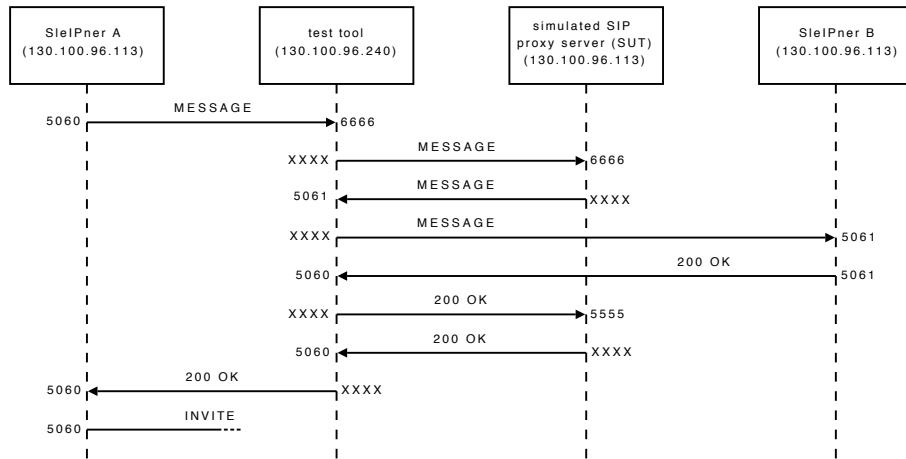 SIeIPner A
(130.100.96.113)
test tool
(130.100.96.240)
simulated SIP
proxy server (SUT)
(130.100.96.113)
SIeIPner B
(130.100.96.113)
MESSAGE
5060 6666
MESSAGE
XXXX 6666
MESSAGE
5061 XXXX
MESSAGE
XXXX 5061
200 OK
5060 5061
200 OK
XXXX 5555
200 OK
5060 XXXX
200 OK
5060 XXXX
INVITE
5060